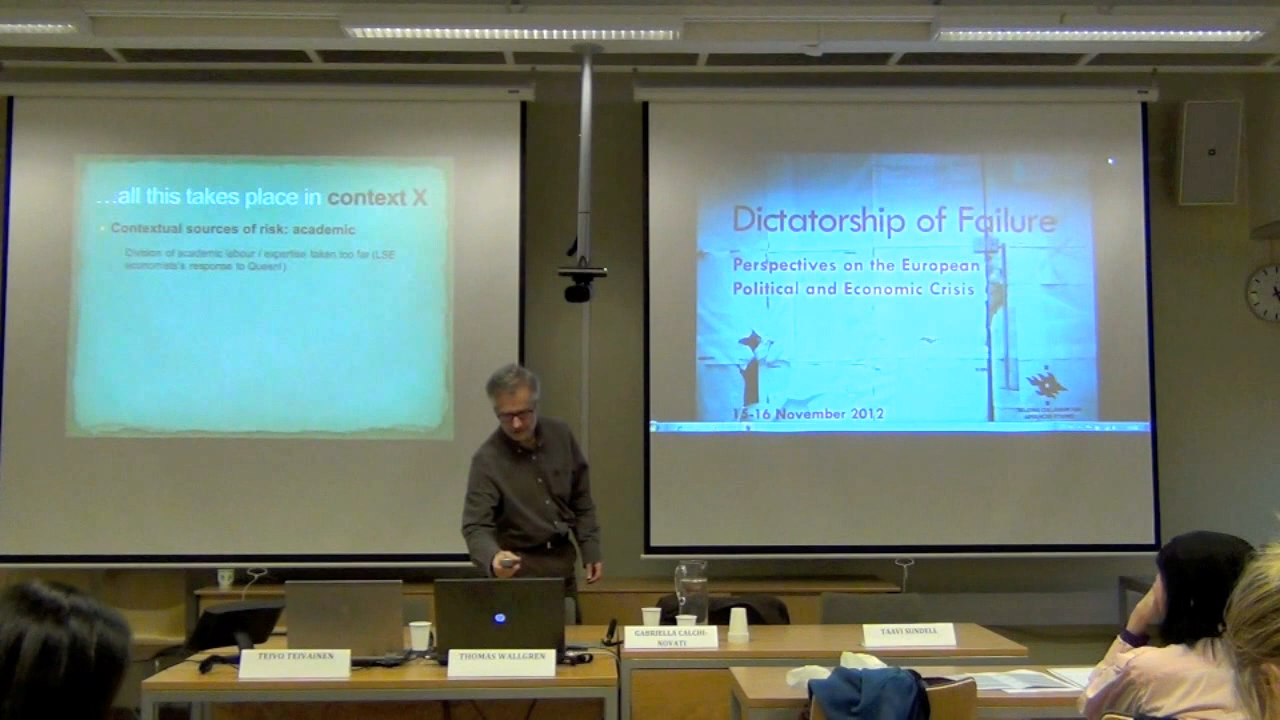 …all this takes place in context X
Contextual sources of risk: academic
Division of academic labour / expertise taken too far (LSE
economists's response to Queen!)
Dictatorship of Failure
Perspectives on the European
Political and Economic Crisis
15-16 November 2012
TEIVO TEIVAINEN
THOMAS WALLGREN
GABRIELLA CALCHI-
NOVATI
TAAVI SUNDELL